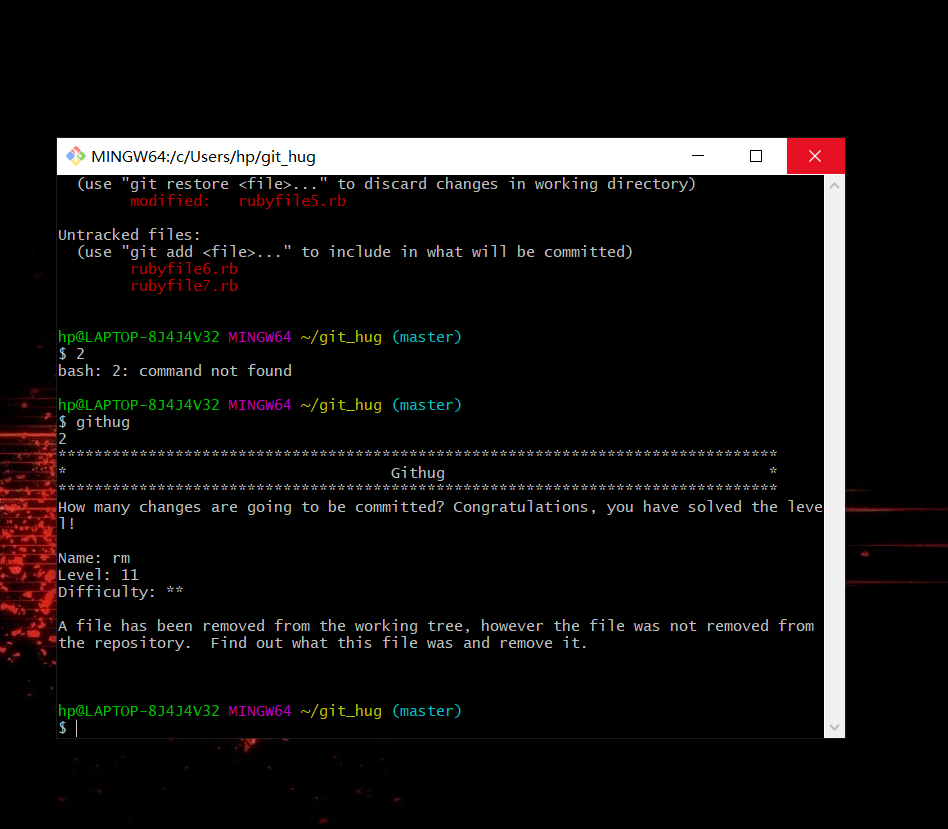 MINGW64:/c/Users/hp/git_hug
(use "git restore <file>..." to discard changes in working directory)
modified:   rubyfile5.rb
Untracked files:
(use "git add <file>..." to include in what will be committed)
rubyfile6.rb
rubyfile7.rb
hp@LAPTOP-8J4J4V32 MINGW64 ~/git_hug (master)
$ 2
bash: 2: command not found
hp@LAPTOP-8J4J4V32 MINGW64 ~/git_hug (master)
$ githug
2
********************************************************************************
*                                    Githug                                    *
********************************************************************************
How many changes are going to be committed? Congratulations, you have solved the leve
l!
Name: rm
Level: 11
Difficulty: **
A file has been removed from the working tree, however the file was not removed from
the repository.  Find out what this file was and remove it.
hp@LAPTOP-8J4J4V32 MINGW64 ~/git_hug (master)
$